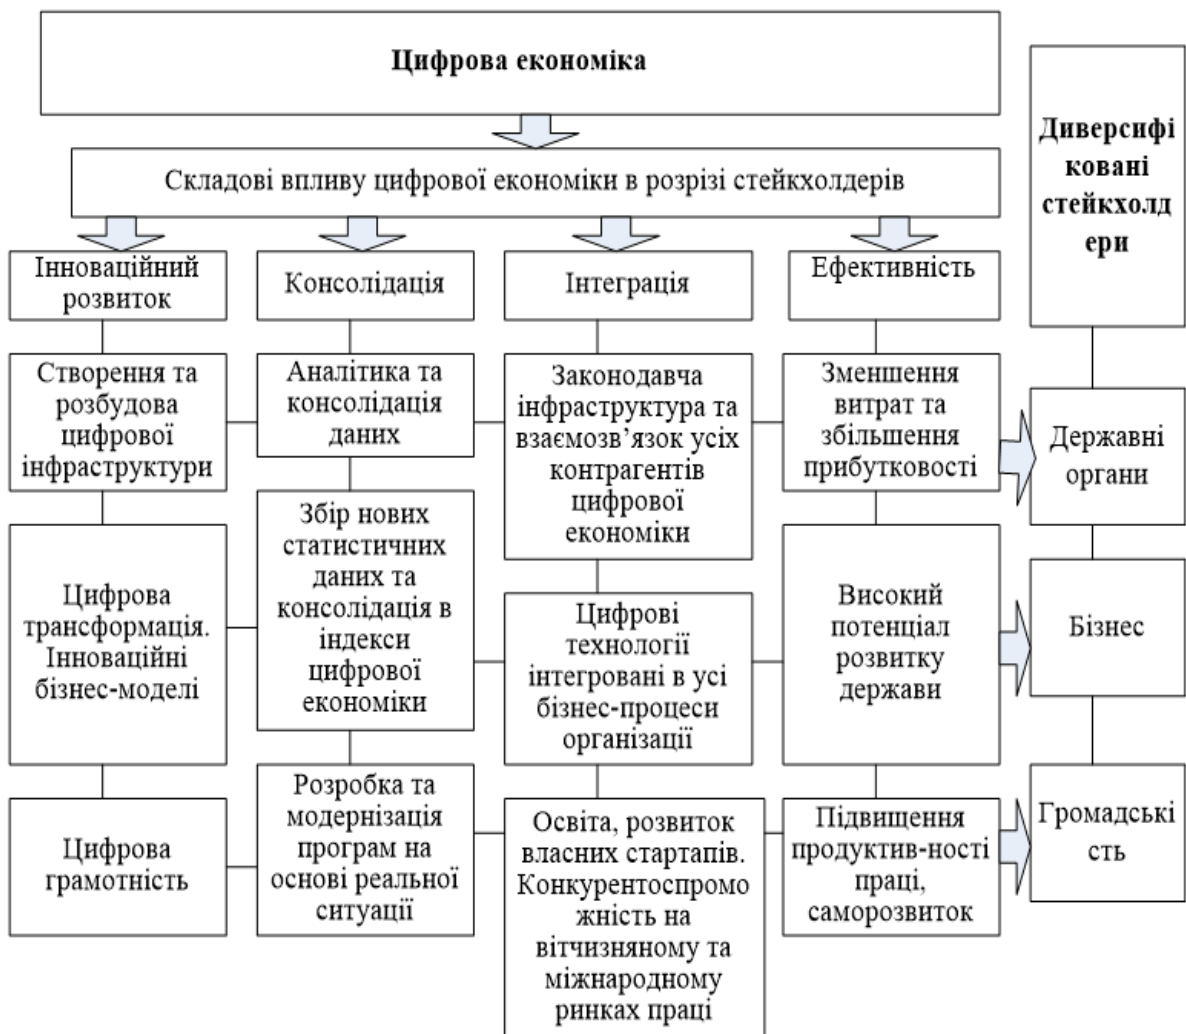 Цифрова економіка
Диверсифі
ковані
стейкхолд
ери
Складові впливу цифрової економіки в розрізі стейкхолдерів
Інноваційний
розвиток
Консолідація
Інтеграція
Ефективність
Створення та
розбудова
цифрової
інфраструктури
Аналітика та
консолідація
даних
Законодавча
інфраструктура та
взаємозв’язок усіх
контрагентів
цифрової
економіки
Зменшення
витрат та
збільшення
прибутковості
Державні
органи
Цифрова
трансформація.
Інноваційні
бізнес-моделі
Збір нових
статистичних
даних та
консолідація в
індекси
цифрової
економіки
Цифрові
технології
інтегровані в усі
бізнес-процеси
організації
Високий
потенціал
розвитку
держави
Бізнес
Цифрова
грамотність
Розробка та
модернізація
програм на
основі реальної
ситуації
Освіта, розвиток
власних стартапів.
Конкурентоспромо
жність на
вітчизняному та
міжнародному
ринках праці
Підвищення
продуктив-ності
праці,
саморозвиток
Громадські
сть